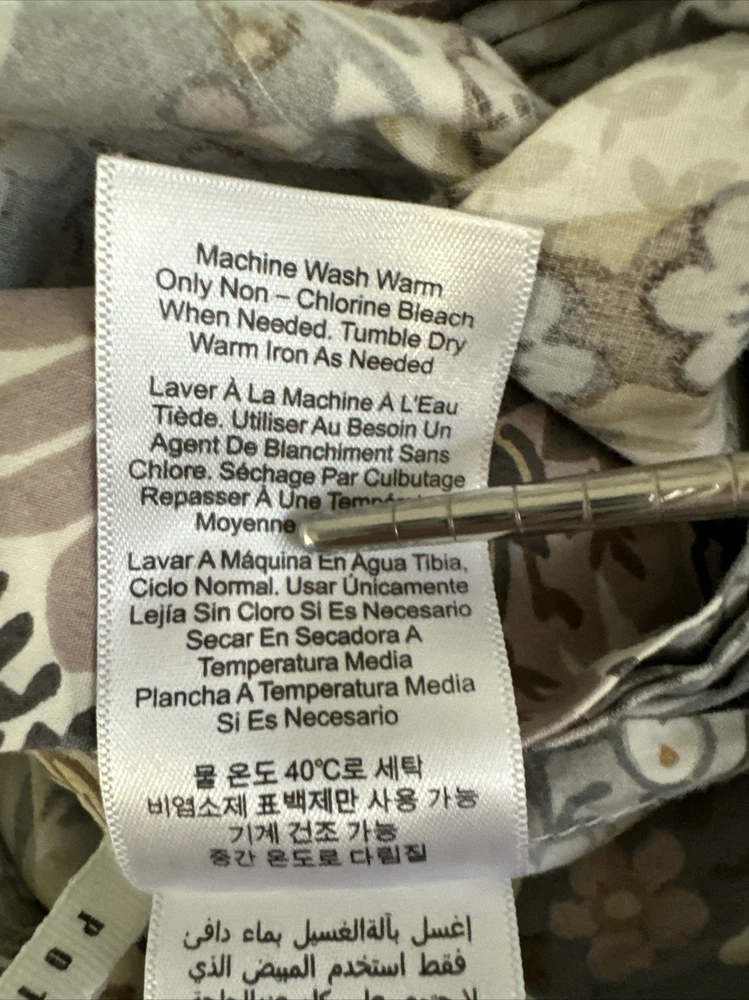 Machine Wash Warm
Only Non – Chlorine Bleach
When Needed. Tumble Dry
Warm Iron As Needed
Laver À La Machine À L'Eau
Tiède. Utiliser Au Besoin Un
Agent De Blanchiment Sans
Chlore. Séchage Par Culbutage
Repasser À Une
Moyenne
Lavar A Máquina En Agua Tibia,
Ciclo Normal. Usar Únicamente
Lejía Sin Cloro Si Es Necesario
Secar En Secadora A
Temperatura Media
Plancha A Temperatura Media
Si Es Necesario
물 온도 40℃로 세탁
비염소제 표백제만 사용 가능
기계 건조 가능
중간 온도로 다림질
اغسل بآلةالغسيل بماء دافئ
فقط استخدم المبيض الذي